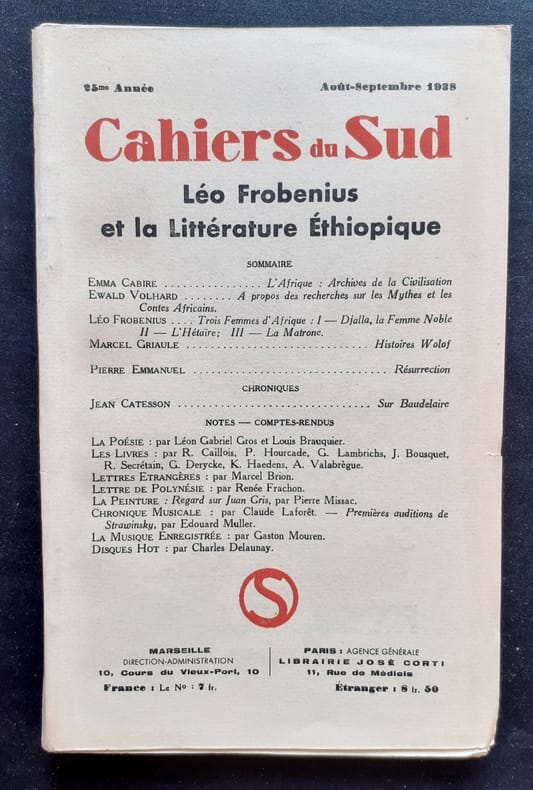 25me Année Août-Septembre 1938
Cahiers du Sud
Léo Frobenius
et la Littérature Éthiopique
SOMMAIRE
EMMA CABIRE ................ L'Afrique : Archives de la Civilisation
EWALD VOLHARD ........ A propos des recherches sur les Mythes et les
Contes Africains.
LÉO FROBENIUS .... Trois Femmes d'Afrique : I — Djalla, la Femme Noble
II — L'Hétaïre; III — La Matrone.
MARCEL GRIAULE .............................. Histoires Wolof
PIERRE EMMANUEL .................................. Résurrection
CHRONIQUES
JEAN CATESSON ................................ Sur Baudelaire
NOTES — COMPTES-RENDUS
LA POÉSIE : par Léon Gabriel Gros et Louis Brauquier.
LES LIVRES : par R. Caillois, P. Hourcade, G. Lambrichs, J. Bousquet,
R. Secrétain, G. Derycke, K. Haedens, A. Valabrègue.
LETTRES ETRANGÈRES : par Marcel Brion.
LETTRE DE POLYNÉSIE : par Renée Frachon.
LA PEINTURE : Regard sur Juan Gris, par Pierre Missac.
CHRONIQUE MUSICALE : par Claude Laforêt. — Premières auditions de
Strawinsky, par Edouard Muller.
LA MUSIQUE ENREGISTRÉE : par Gaston Mouren.
DISQUES HOT : par Charles Delaunay.
S
MARSEILLE
DIRECTION-ADMINISTRATION
10, Cours du Vieux-Port, 10
France : Le No : 7 fr.
PARIS : AGENCE GÉNÉRALE
LIBRAIRIE JOSÉ CORTI
11, Rue de Médicis
Étranger : 8 fr. 50